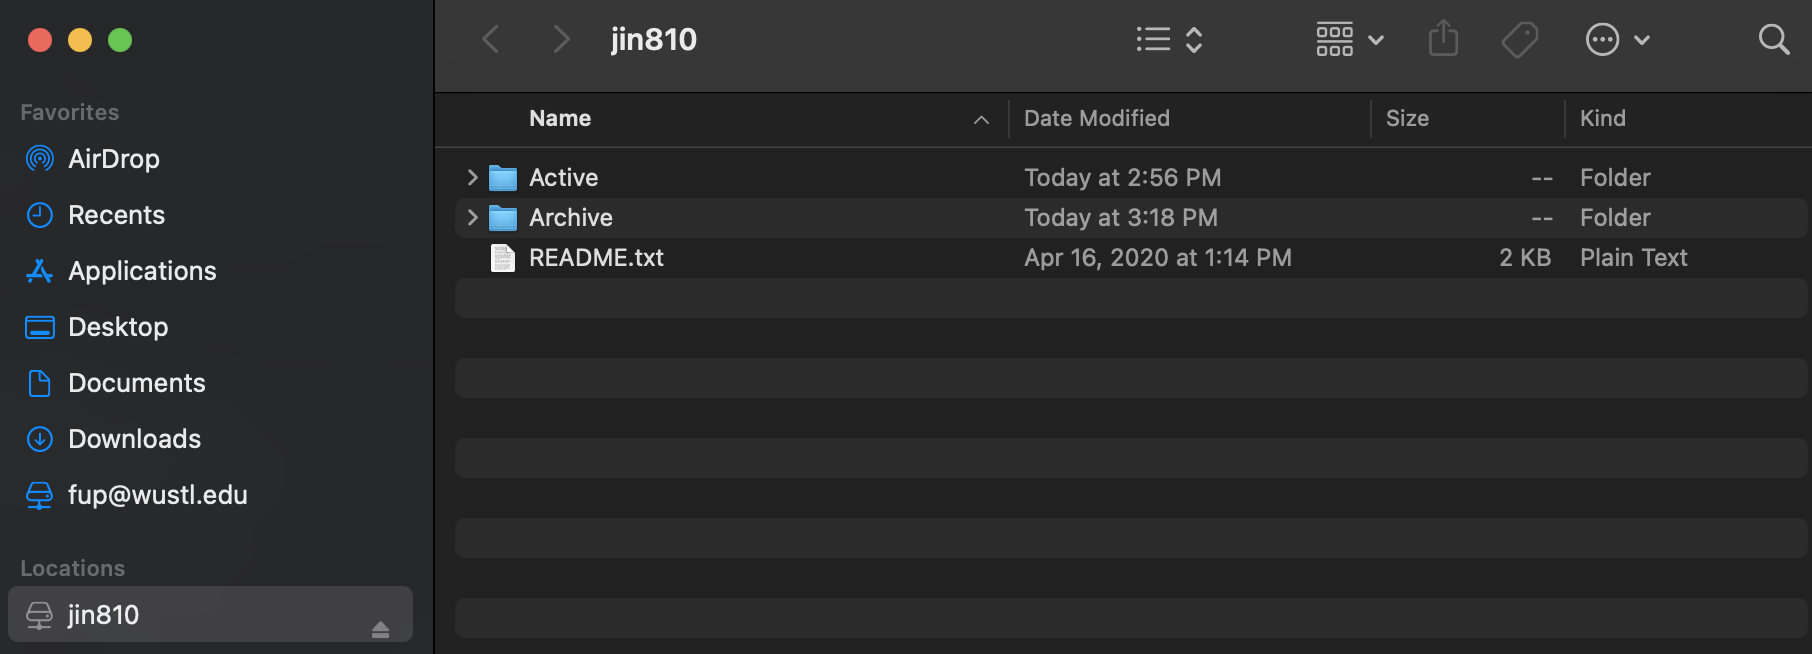 jin810
Favorites
AirDrop
Recents
Applications
Desktop
Documents
Downloads
fup@wustl.edu
Locations
jin810
Name Date Modified Size Kind
Active Today at 2:56 PM -- Folder
Archive Today at 3:18 PM -- Folder
README.txt Apr 16, 2020 at 1:14 PM 2 KB Plain Text